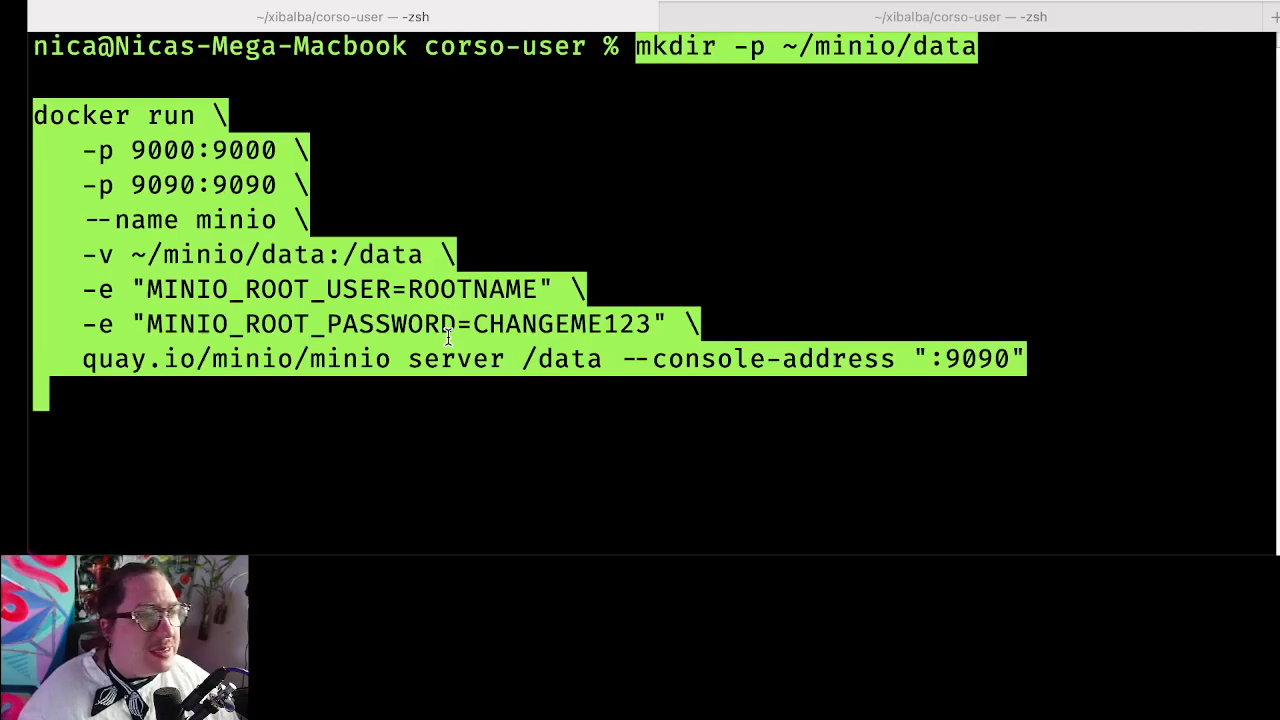 ~/xibalba/corso-user — -zsh
~/xibalba/corso-user — -zsh
nica@Nicas-Mega-Macbook corso-user % mkdir -p ~/minio/data
docker run \
-p 9000:9000 \
-p 9090:9090 \
--name minio \
-v ~/minio/data:/data \
-e "MINIO_ROOT_USER=ROOTNAME" \
-e "MINIO_ROOT_PASSWORD=CHANGEME123" \
quay.io/minio/minio server /data --console-address ":9090"